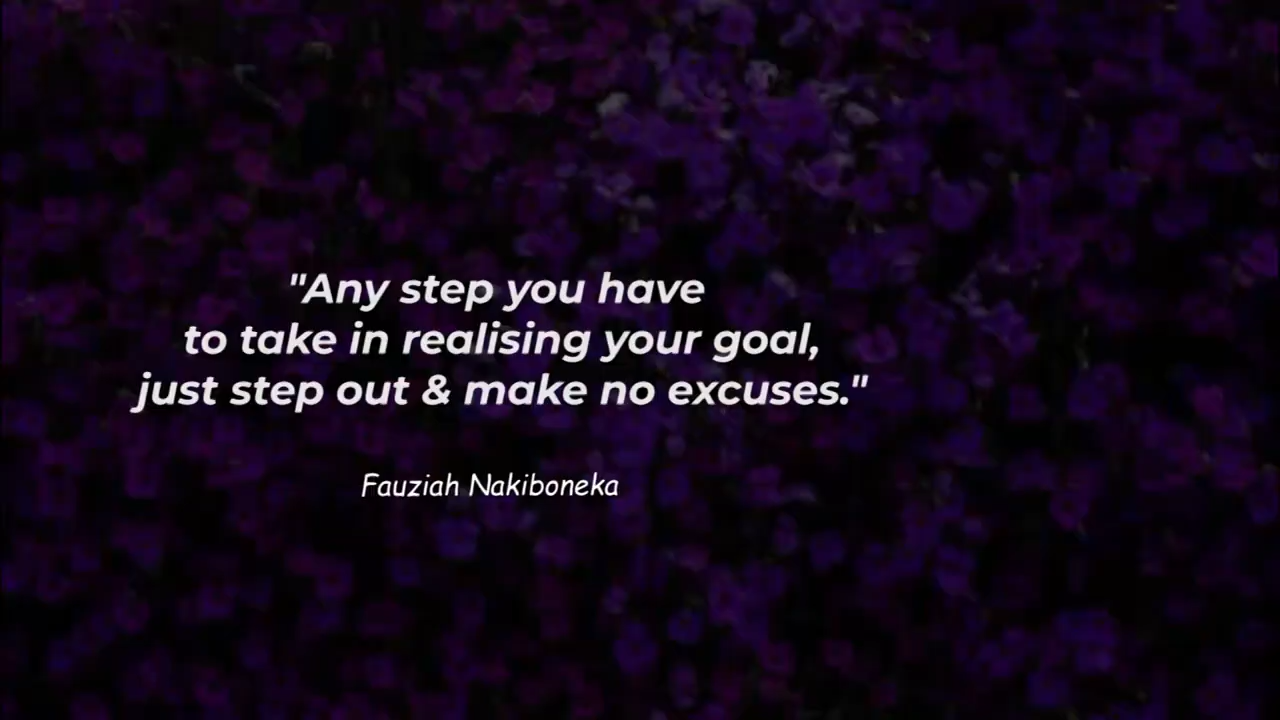 "Any step you have
to take in realising your goal,
just step out & make no excuses."
Fauziah Nakiboneka